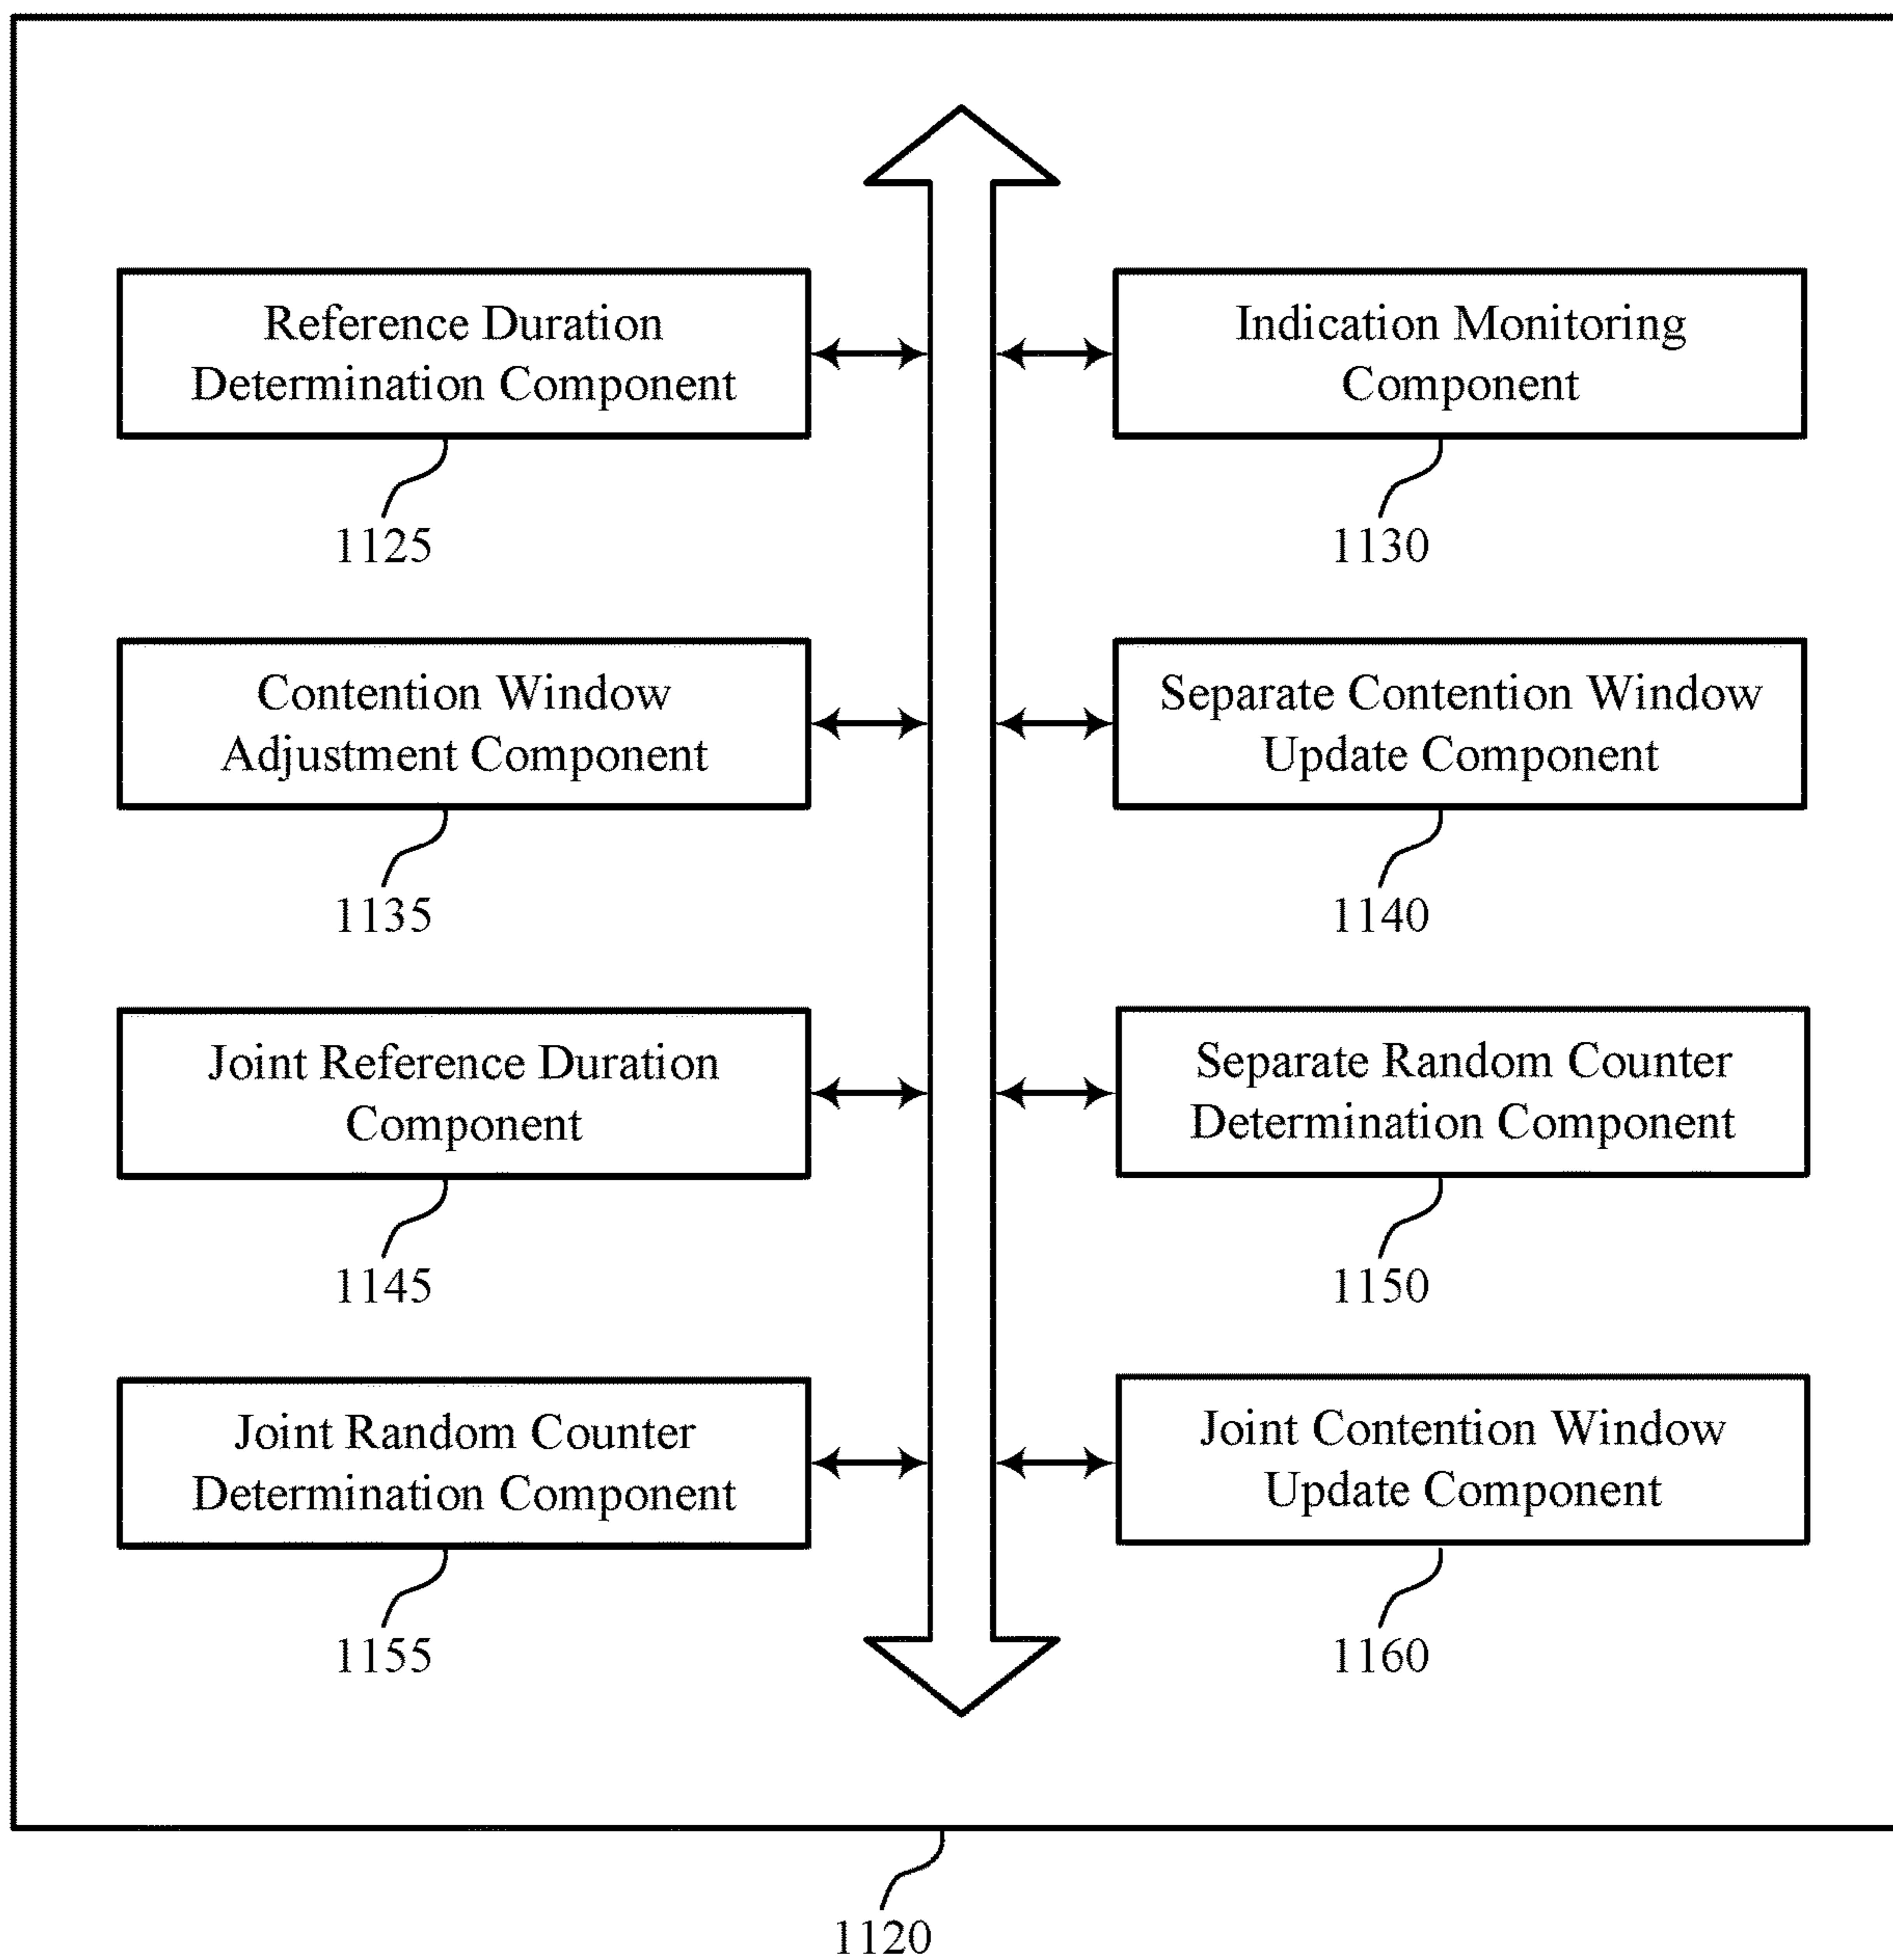 Reference Duration
Determination Component
1125
Indication Monitoring
Component
1130
Contention Window
Adjustment Component
1135
Separate Contention Window
Update Component
1140
Joint Reference Duration
Component
1145
Separate Random Counter
Determination Component
1150
Joint Random Counter
Determination Component
1155
Joint Contention Window
Update Component
1160
1120